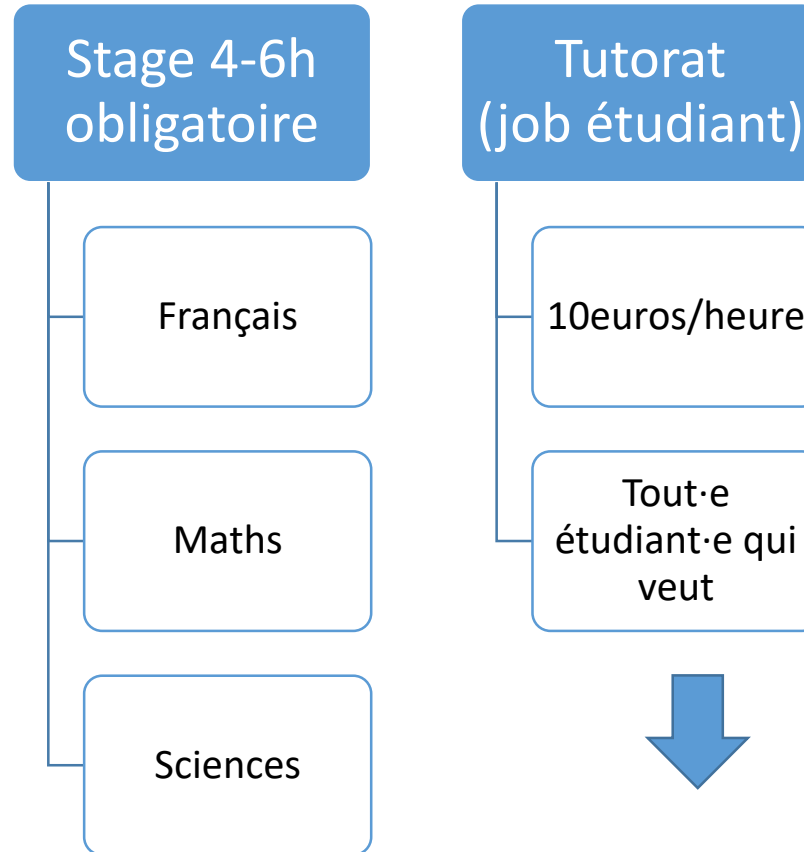 Stage 4-6h
obligatoire
Français
Maths
Sciences
Tutorat
(job étudiant)
10euros/heure
Tout·e
étudiant·e qui
veut